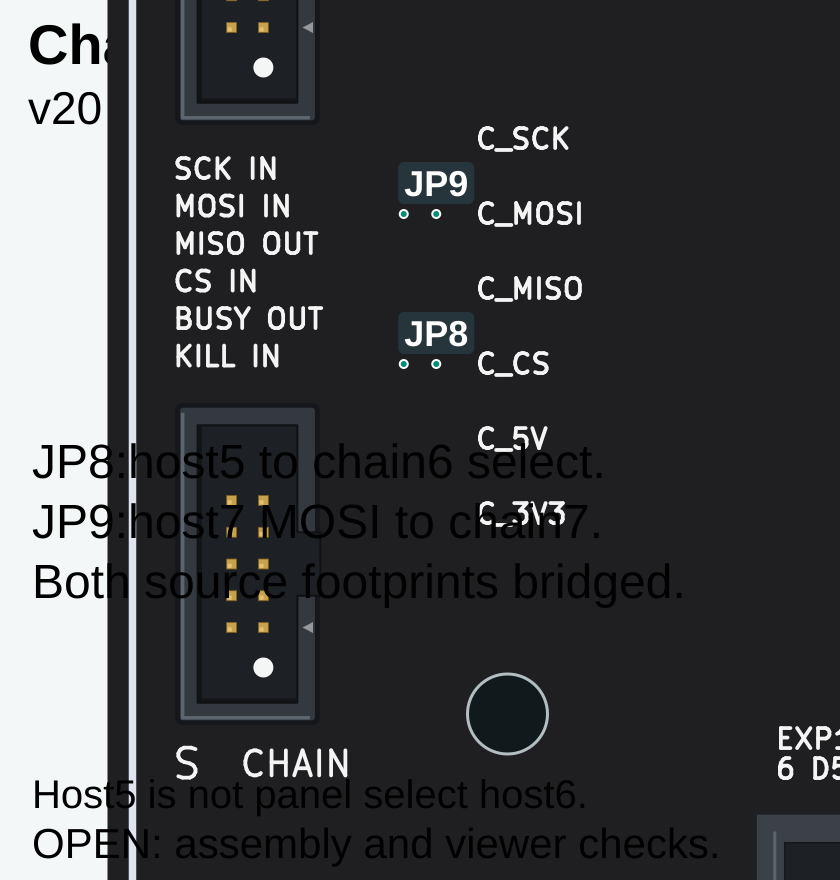 v20
C_SCK
SCK IN
JP9
MOSI IN
C_MOSI
MISO OUT
CS IN
C_MISO
BUSY OUT
JP8
KILL IN
C_CS
C_5V
JP8:host5 to chain6 select.
C_3V3
JP9:host7 MOSI to chain7.
Both source footprints bridged.
S CHAIN
6 D5
Host5 is not panel select host6.
OPEN: assembly and viewer checks.